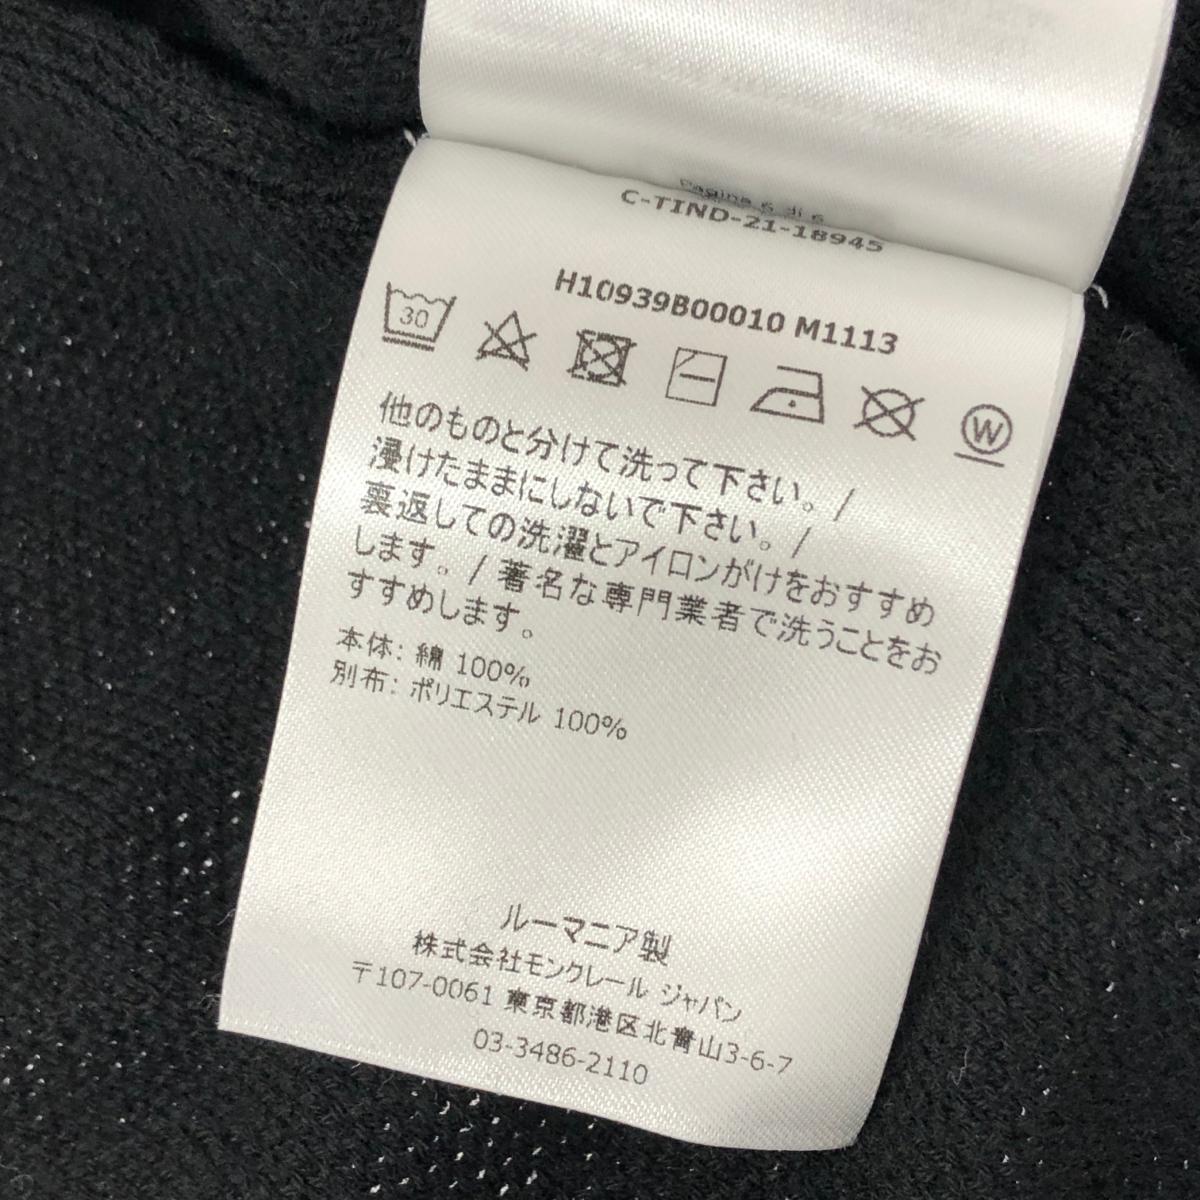 Pagina 6 di 6
C-TIND-21-18945
H10939B00010 M1113
30
W
他のものと分けて洗って下さい。/
浸けたままにしないで下さい。/
裏返しての洗濯とアイロンがけをおすすめ
します。/ 著名な専門業者で洗うことをお
すすめします。
本体: 綿 100%
別布: ポリエステル 100%
ルーマニア製
株式会社モンクレール ジャパン
〒107-0061 東京都港区北青山3-6-7
03-3486-2110